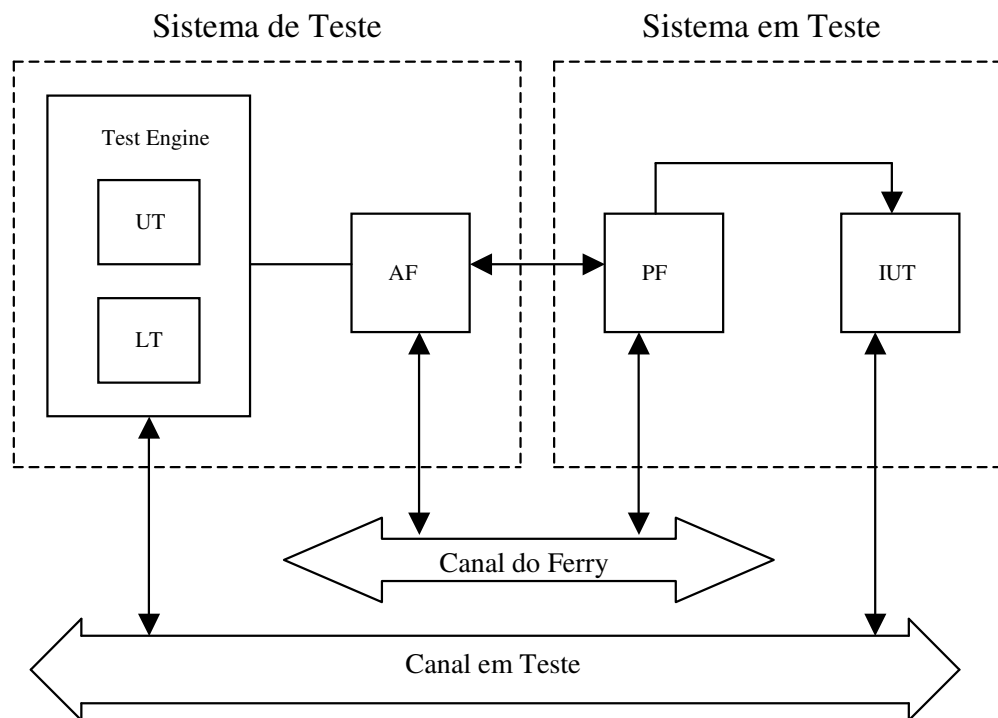 Sistema de Teste
Sistema em Teste
Test Engine
UT
LT
AF
PF
IUT
Canal do Ferry
Canal em Teste